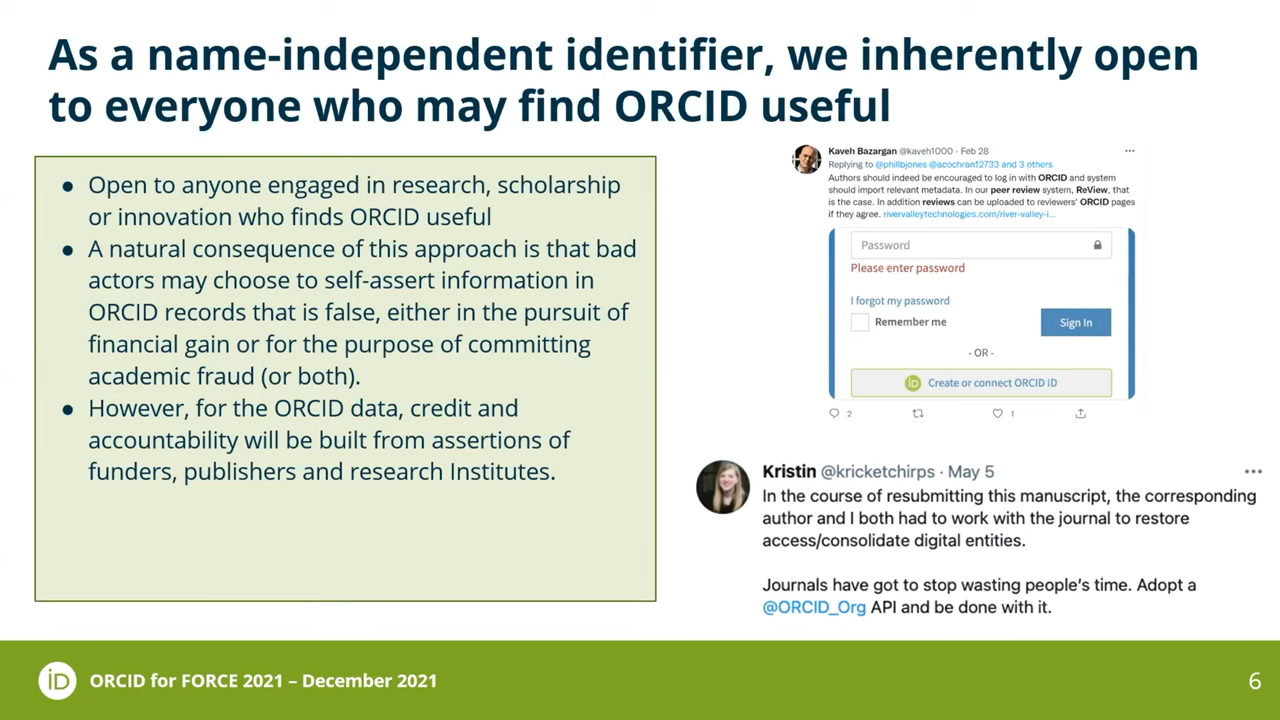 As a name-independent identifier, we inherently open
to everyone who may find ORCID useful
● Open to anyone engaged in research, scholarship
or innovation who finds ORCID useful
● A natural consequence of this approach is that bad
actors may choose to self-assert information in
ORCID records that is false, either in the pursuit of
financial gain or for the purpose of committing
academic fraud (or both).
● However, for the ORCID data, credit and
accountability will be built from assertions of
funders, publishers and research Institutes.
Kaveh Bazargan @kaveh1000 · Feb 28
Replying to @philbjones @acochran12733 and 3 others
Authors should indeed be encouraged to log in with ORCID and system
should import relevant metadata. In our peer review system, ReView, that
is the case. In addition reviews can be uploaded to reviewers' ORCID pages
if they agree. rivervalleytechnologies.com/river-valley-i...
Password
Please enter password
I forgot my password
Remember me
Sign In
- OR -
iD Create or connect ORCID iD
2
1
Kristin @kricketchirps · May 5
In the course of resubmitting this manuscript, the corresponding
author and I both had to work with the journal to restore
access/consolidate digital entities.
Journals have got to stop wasting people's time. Adopt a
@ORCID_Org API and be done with it.
iD ORCID for FORCE 2021 – December 2021
6